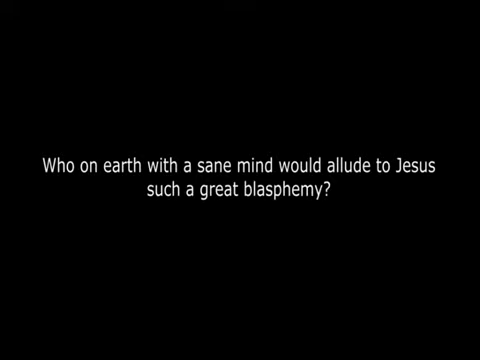 Who on earth with a sane mind would allude to Jesus
such a great blasphemy?